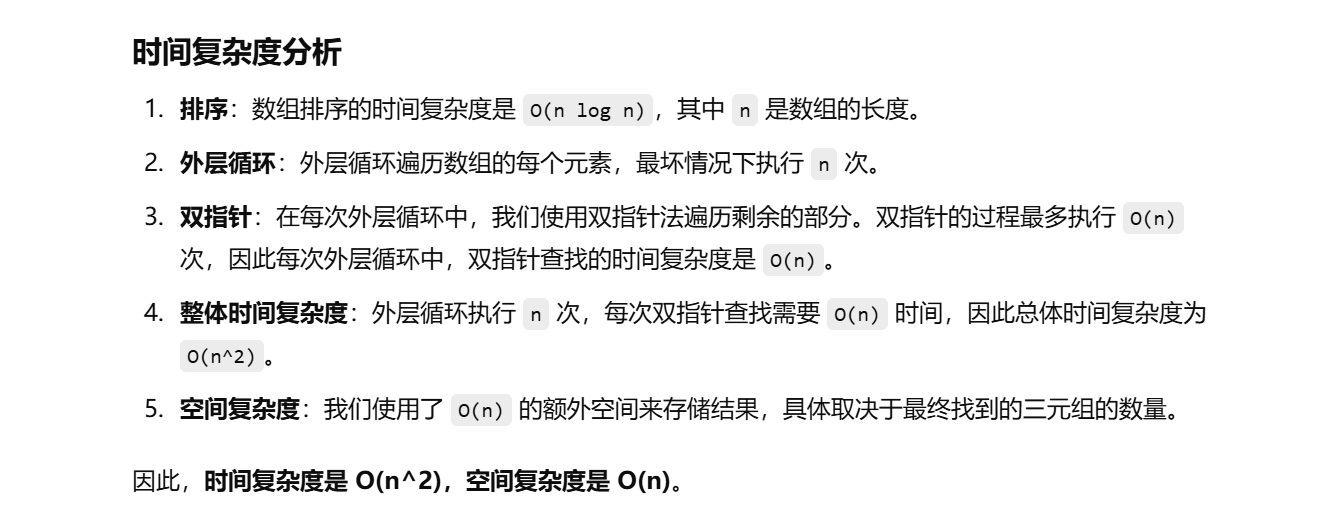 时间复杂度分析
1. 排序：数组排序的时间复杂度是 O(n log n)，其中 n 是数组的长度。
2. 外层循环：外层循环遍历数组的每个元素，最坏情况下执行 n 次。
3. 双指针：在每次外层循环中，我们使用双指针法遍历剩余的部分。双指针的过程最多执行 O(n)
次，因此每次外层循环中，双指针查找的时间复杂度是 O(n)。
4. 整体时间复杂度：外层循环执行 n 次，每次双指针查找需要 O(n) 时间，因此总体时间复杂度为
O(n^2)。
5. 空间复杂度：我们使用了 O(n) 的额外空间来存储结果，具体取决于最终找到的三元组的数量。
因此，时间复杂度是 O(n^2)，空间复杂度是 O(n)。